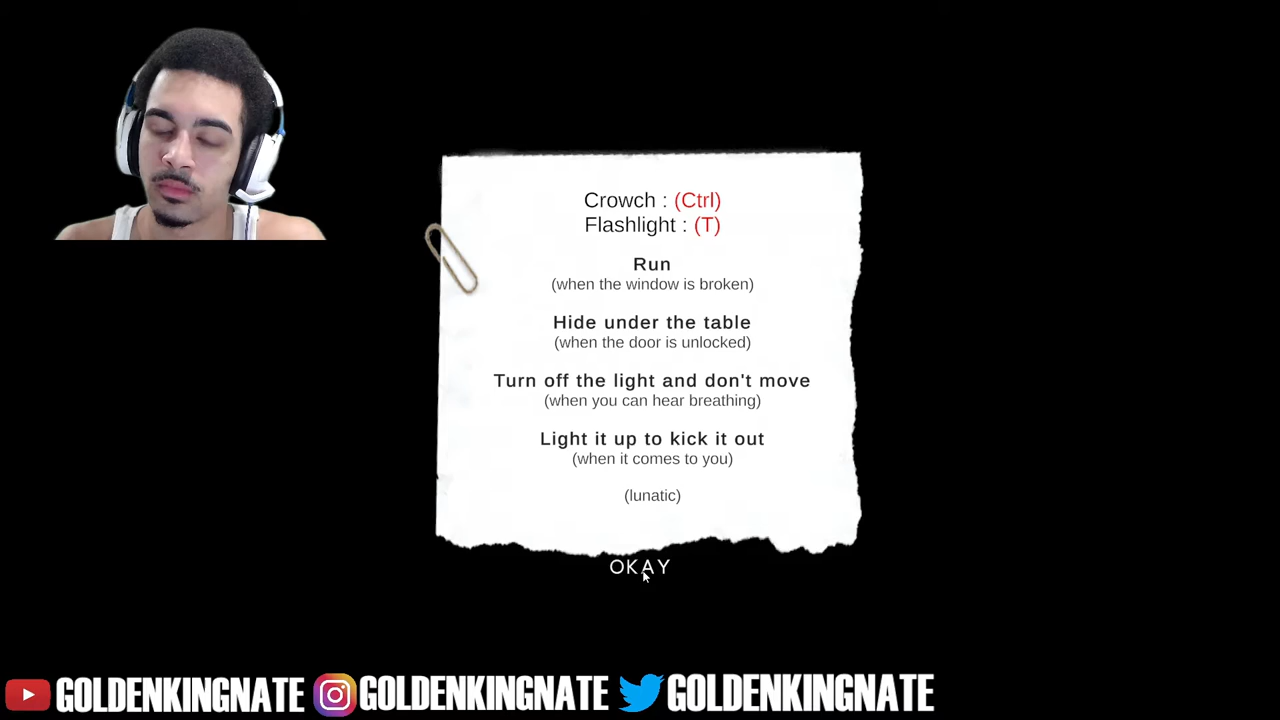 Crowch : (Ctrl)
Flashlight : (T)
Run
(when the window is broken)
Hide under the table
(when the door is unlocked)
Turn off the light and don't move
(when you can hear breathing)
Light it up to kick it out
(when it comes to you)
(lunatic)
OKAY
GOLDENKINGNATE GOLDENKINGNATE GOLDENKINGNATE